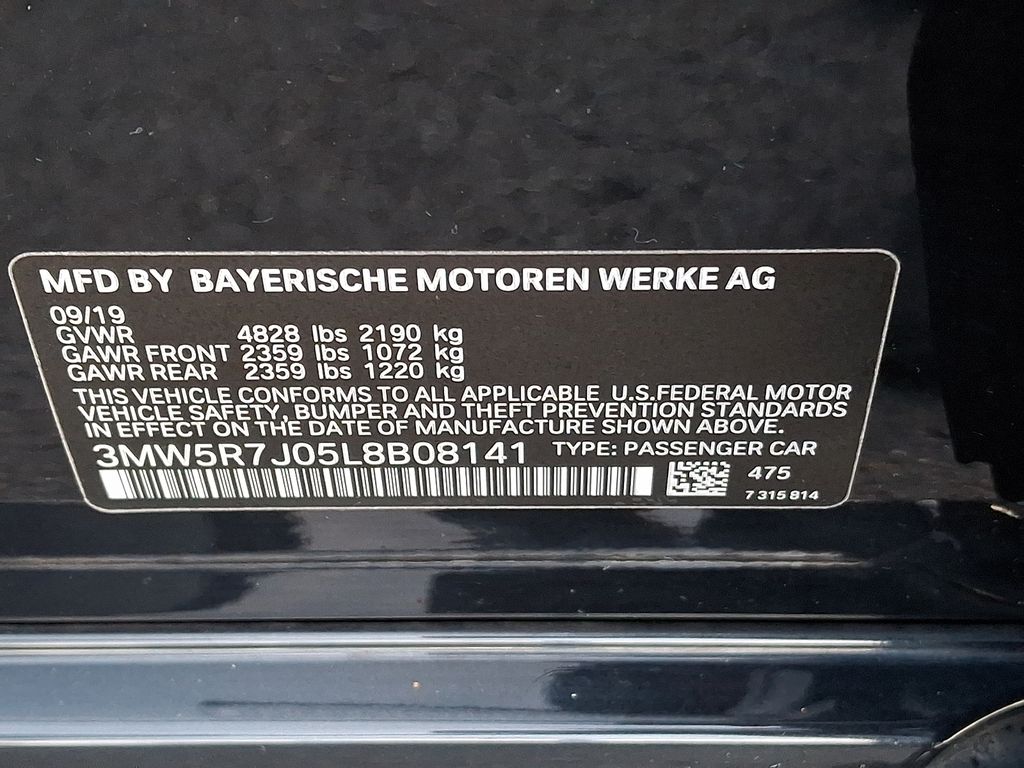 MFD BY BAYERISCHE MOTOREN WERKE AG
09/19
GVWR 4828 lbs 2190 kg
GAWR FRONT 2359 lbs 1072 kg
GAWR REAR 2359 lbs 1220 kg
THIS VEHICLE CONFORMS TO ALL APPLICABLE U.S.FEDERAL MOTOR
VEHICLE SAFETY, BUMPER AND THEFT PREVENTION STANDARDS
IN EFFECT ON THE DATE OF MANUFACTURE SHOWN ABOVE.
3MW5R7J05L8B08141 TYPE: PASSENGER CAR
475
7 315 814